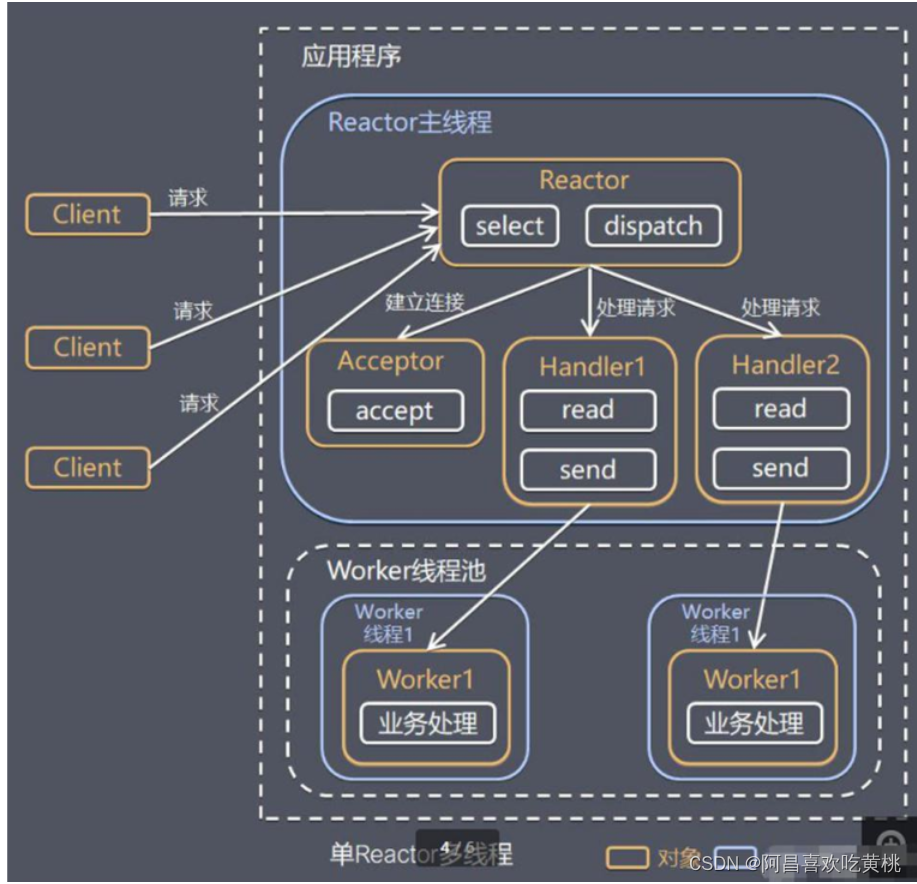 应用程序
Reactor主线程
Reactor
select
dispatch
Client
请求
Client
请求
Client
请求
建立连接
处理请求
处理请求
Acceptor
accept
Handler1
read
send
Handler2
read
send
Worker线程池
Worker
线程1
Worker1
业务处理
Worker
线程1
Worker1
业务处理
单Reactor多线程
4 / 6
对象
CSDN @阿昌喜欢吃黄桃